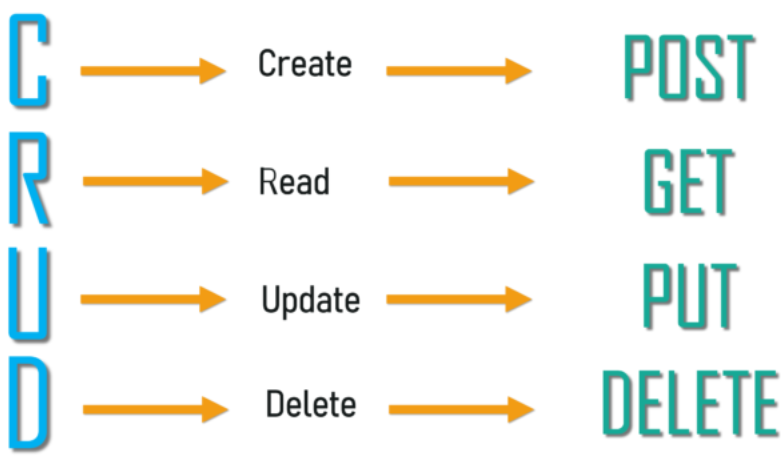 C Create POST
R Read GET
U Update PUT
D Delete DELETE